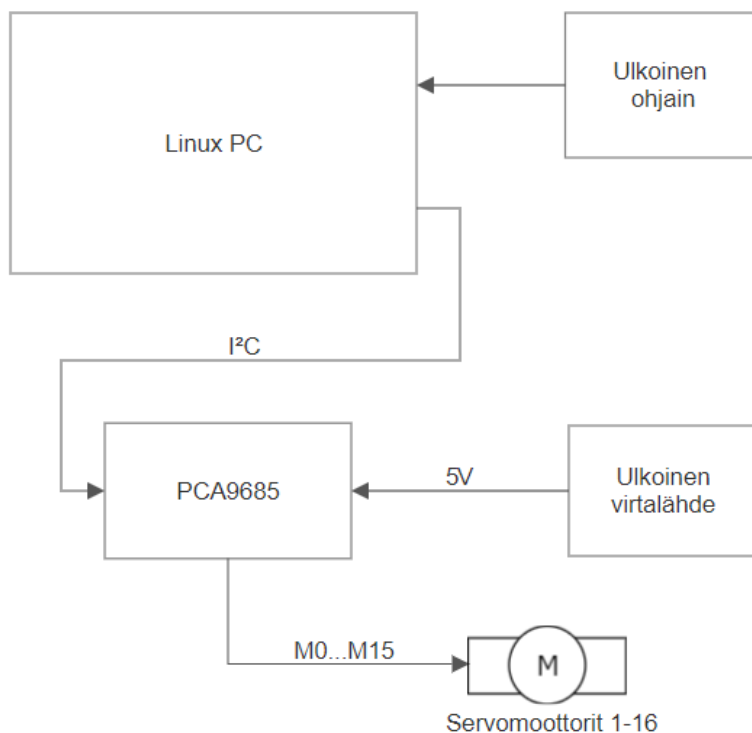 Linux PC
Ulkoinen
ohjain
I²C
PCA9685
5V
Ulkoinen
virtalähde
M0...M15
M
Servomoottorit 1-16